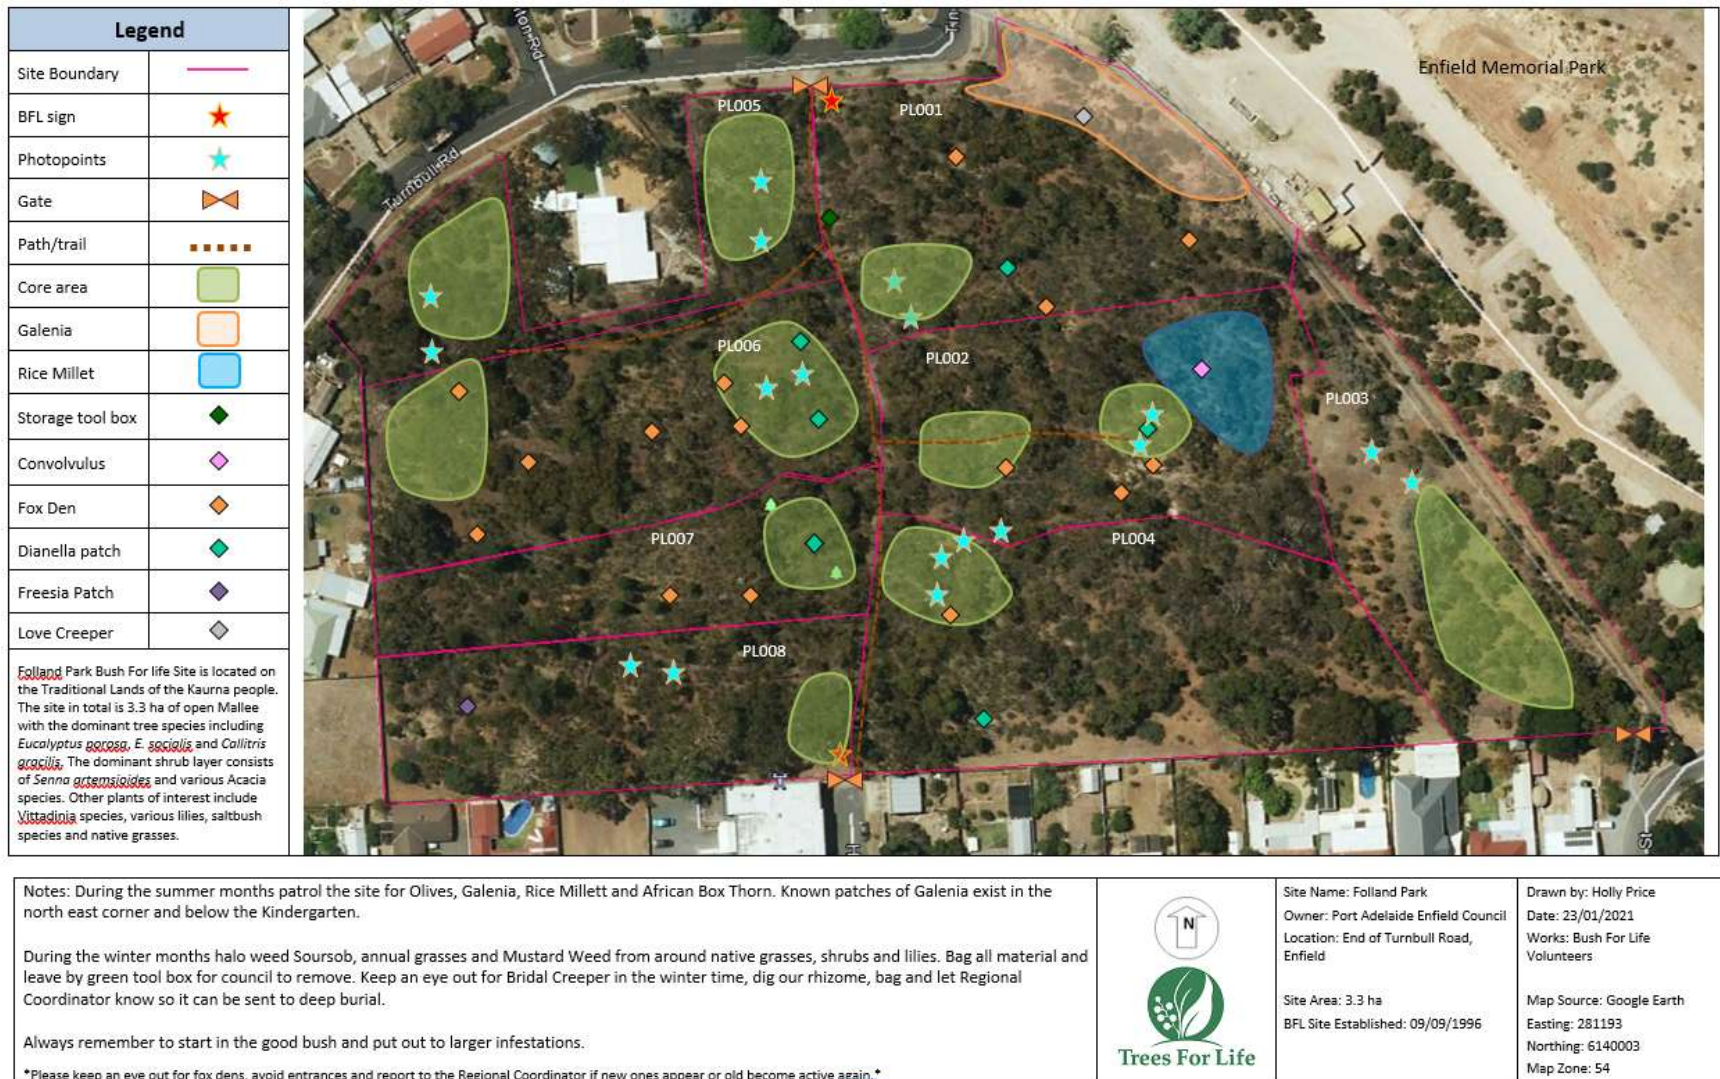 Legend
Site Boundary
BFL sign
Photopoints
Gate
Path/trail
Core area
Galenia
Rice Millet
Storage tool box
Convolvulus
Fox Den
Dianella patch
Freesia Patch
Love Creeper
Folland Park Bush For life Site is located on
the Traditional Lands of the Kaurna people.
The site in total is 3.3 ha of open Mallee
with the dominant tree species including
Eucalyptus porosa, E. socialis and Callitris
gracilis. The dominant shrub layer consists
of Senna artemsioides and various Acacia
species. Other plants of interest include
Vittadinia species, various lilies, saltbush
species and native grasses.
Turnbull Rd
Enfield Memorial Park
PL005
PL001
PL006
PL002
PL003
PL007
PL004
PL008
H
St
Notes: During the summer months patrol the site for Olives, Galenia, Rice Millett and African Box Thorn. Known patches of Galenia exist in the
north east corner and below the Kindergarten.
During the winter months halo weed Soursob, annual grasses and Mustard Weed from around native grasses, shrubs and lilies. Bag all material and
leave by green tool box for council to remove. Keep an eye out for Bridal Creeper in the winter time, dig our rhizome, bag and let Regional
Coordinator know so it can be sent to deep burial.
Always remember to start in the good bush and put out to larger infestations.
*Please keep an eye out for fox dens, avoid entrances and report to the Regional Coordinator if new ones appear or old become active again.*
N
Trees For Life
Site Name: Folland Park
Owner: Port Adelaide Enfield Council
Location: End of Turnbull Road,
Enfield
Site Area: 3.3 ha
BFL Site Established: 09/09/1996
Drawn by: Holly Price
Date: 23/01/2021
Works: Bush For Life
Volunteers
Map Source: Google Earth
Easting: 281193
Northing: 6140003
Map Zone: 54